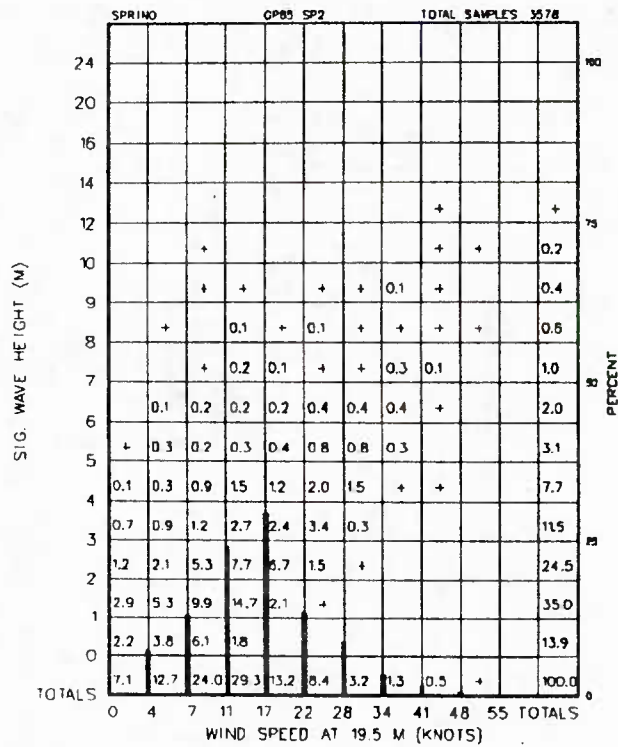 SPRING GP85 SP2 TOTAL SAMPLES 3578
24 100
20
16
14
12 + + 75
10 + + + 0.2
9 + + + + 0.1 + 0.4
8 + 0.1 + 0.1 + + + + 0.6
7 + 0.2 0.1 + + 0.3 0.1 1.0 50
6 0.1 0.2 0.2 0.2 0.4 0.4 0.4 + 2.0
5 + 0.3 0.2 0.3 0.4 0.8 0.8 0.3 3.1
4 0.1 0.3 0.9 1.5 1.2 2.0 1.5 + + 7.7
3 0.7 0.9 1.2 2.7 2.4 3.4 0.3 11.5
2 1.2 2.1 5.3 7.7 6.7 1.5 + 24.5 25
1 2.9 5.3 9.9 14.7 2.1 + 35.0
0 2.2 3.8 6.1 1.8 13.9
TOTALS 7.1 12.7 24.0 29.3 13.2 8.4 3.2 1.3 0.5 + 100.0 0
0 4 7 11 17 22 28 34 41 48 55 TOTALS
WIND SPEED AT 19.5 M (KNOTS)
SIG. WAVE HEIGHT (M)
PERCENT